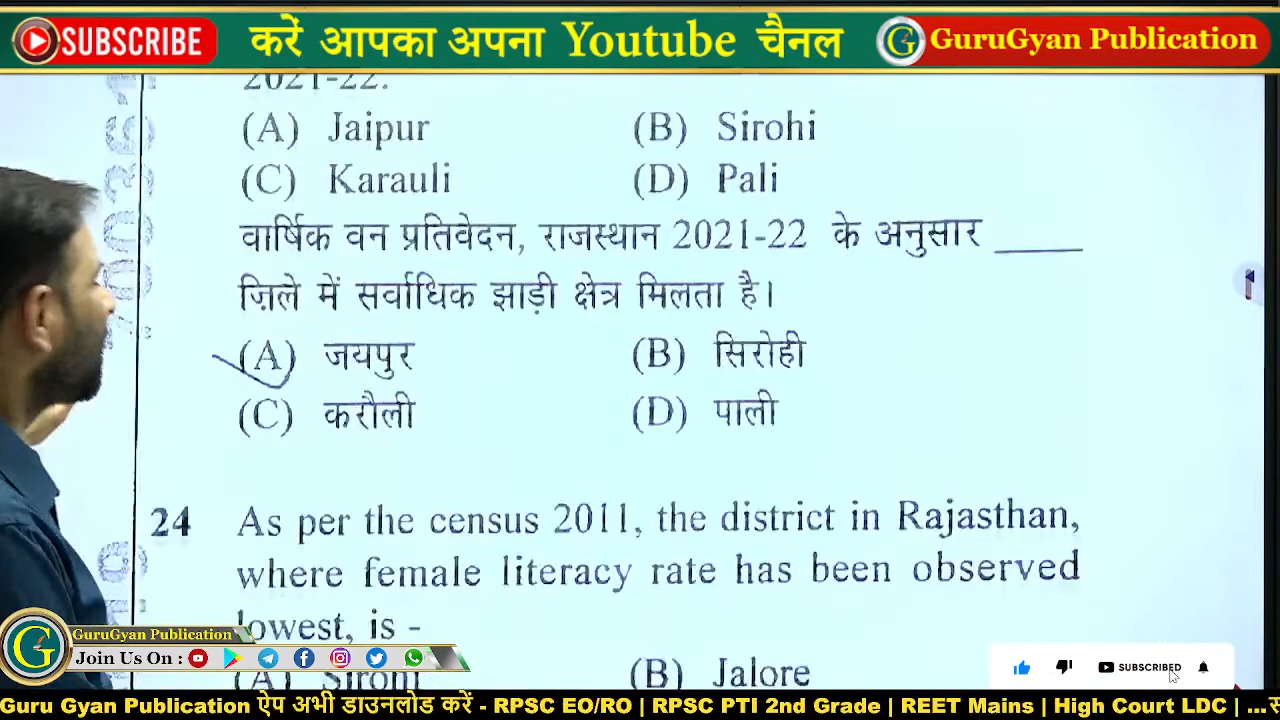 SUBSCRIBE करें आपका अपना Youtube चैनल GuruGyan Publication
2021-22.
(A) Jaipur (B) Sirohi
(C) Karauli (D) Pali
वार्षिक वन प्रतिवेदन, राजस्थान 2021-22 के अनुसार ____
ज़िले में सर्वाधिक झाड़ी क्षेत्र मिलता है।
(A) जयपुर (B) सिरोही
(C) करौली (D) पाली
24 As per the census 2011, the district in Rajasthan,
where female literacy rate has been observed
lowest, is -
(A) Sirohi (B) Jalore
GuruGyan Publication
Join Us On :
SUBSCRIBED
Guru Gyan Publication ऐप अभी डाउनलोड करें - RPSC EO/RO | RPSC PTI 2nd Grade | REET Mains | High Court LDC | ...